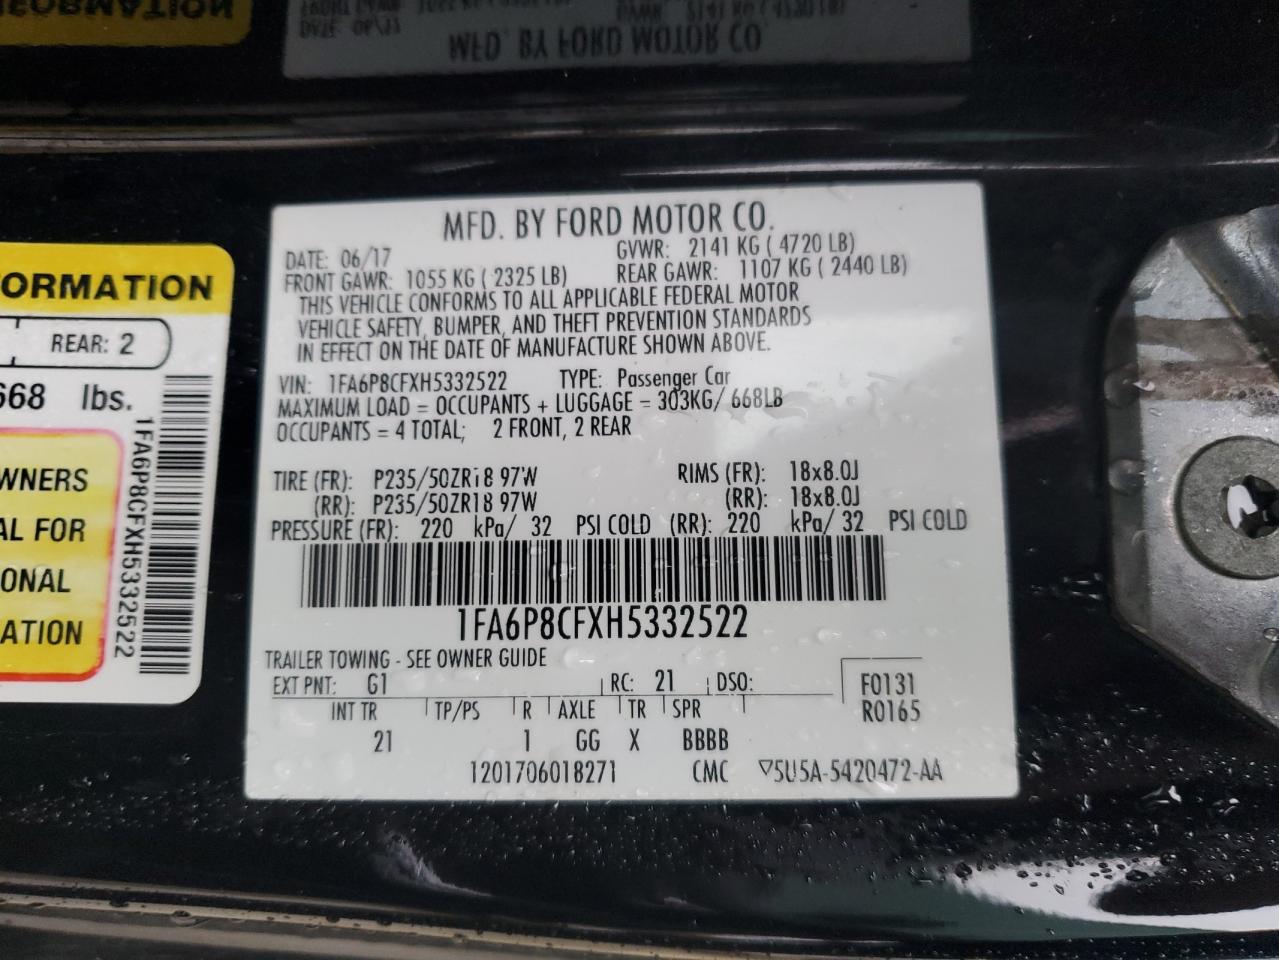 MFD. BY FORD MOTOR CO.
DATE: 06/17 GVWR: 2141 KG ( 4720 LB)
FRONT GAWR: 1055 KG ( 2325 LB) REAR GAWR: 1107 KG ( 2440 LB)
THIS VEHICLE CONFORMS TO ALL APPLICABLE FEDERAL MOTOR
VEHICLE SAFETY, BUMPER, AND THEFT PREVENTION STANDARDS
IN EFFECT ON THE DATE OF MANUFACTURE SHOWN ABOVE.
VIN: 1FA6P8CFXH5332522 TYPE: Passenger Car
MAXIMUM LOAD = OCCUPANTS + LUGGAGE = 303KG/ 668LB
OCCUPANTS = 4 TOTAL; 2 FRONT, 2 REAR
TIRE (FR): P235/50ZR18 97W RIMS (FR): 18x8.0J
(RR): P235/50ZR18 97W (RR): 18x8.0J
PRESSURE (FR): 220 kPa/ 32 PSI COLD (RR): 220 kPa/ 32 PSI COLD
1FA6P8CFXH5332522
TRAILER TOWING - SEE OWNER GUIDE
EXT PNT: G1 RC: 21 DSO: F0131
INT TR TP/PS R AXLE TR SPR R0165
21 1 GG X BBBB
1201706018271 CMC ▽5U5A-5420472-AA
ORMATION
REAR: 2
668 lbs.
WNERS
AL FOR
ONAL
ATION
1FA6P8CFXH5332522